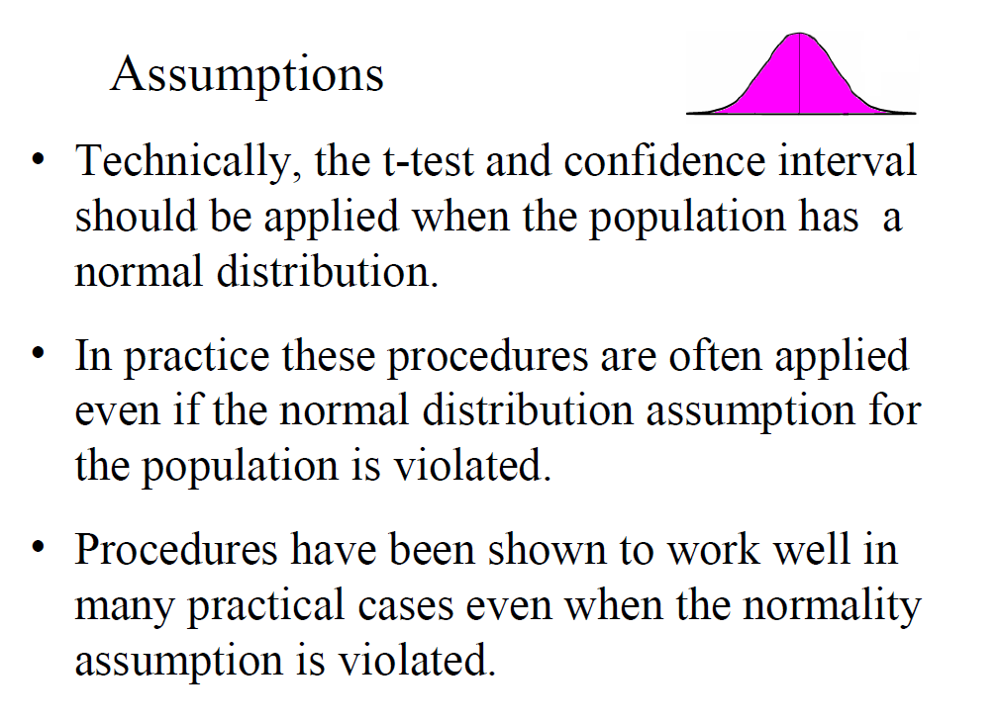 Assumptions
• Technically, the t-test and confidence interval
should be applied when the population has  a
normal distribution.
• In practice these procedures are often applied
even if the normal distribution assumption for
the population is violated.
• Procedures have been shown to work well in
many practical cases even when the normality
assumption is violated.